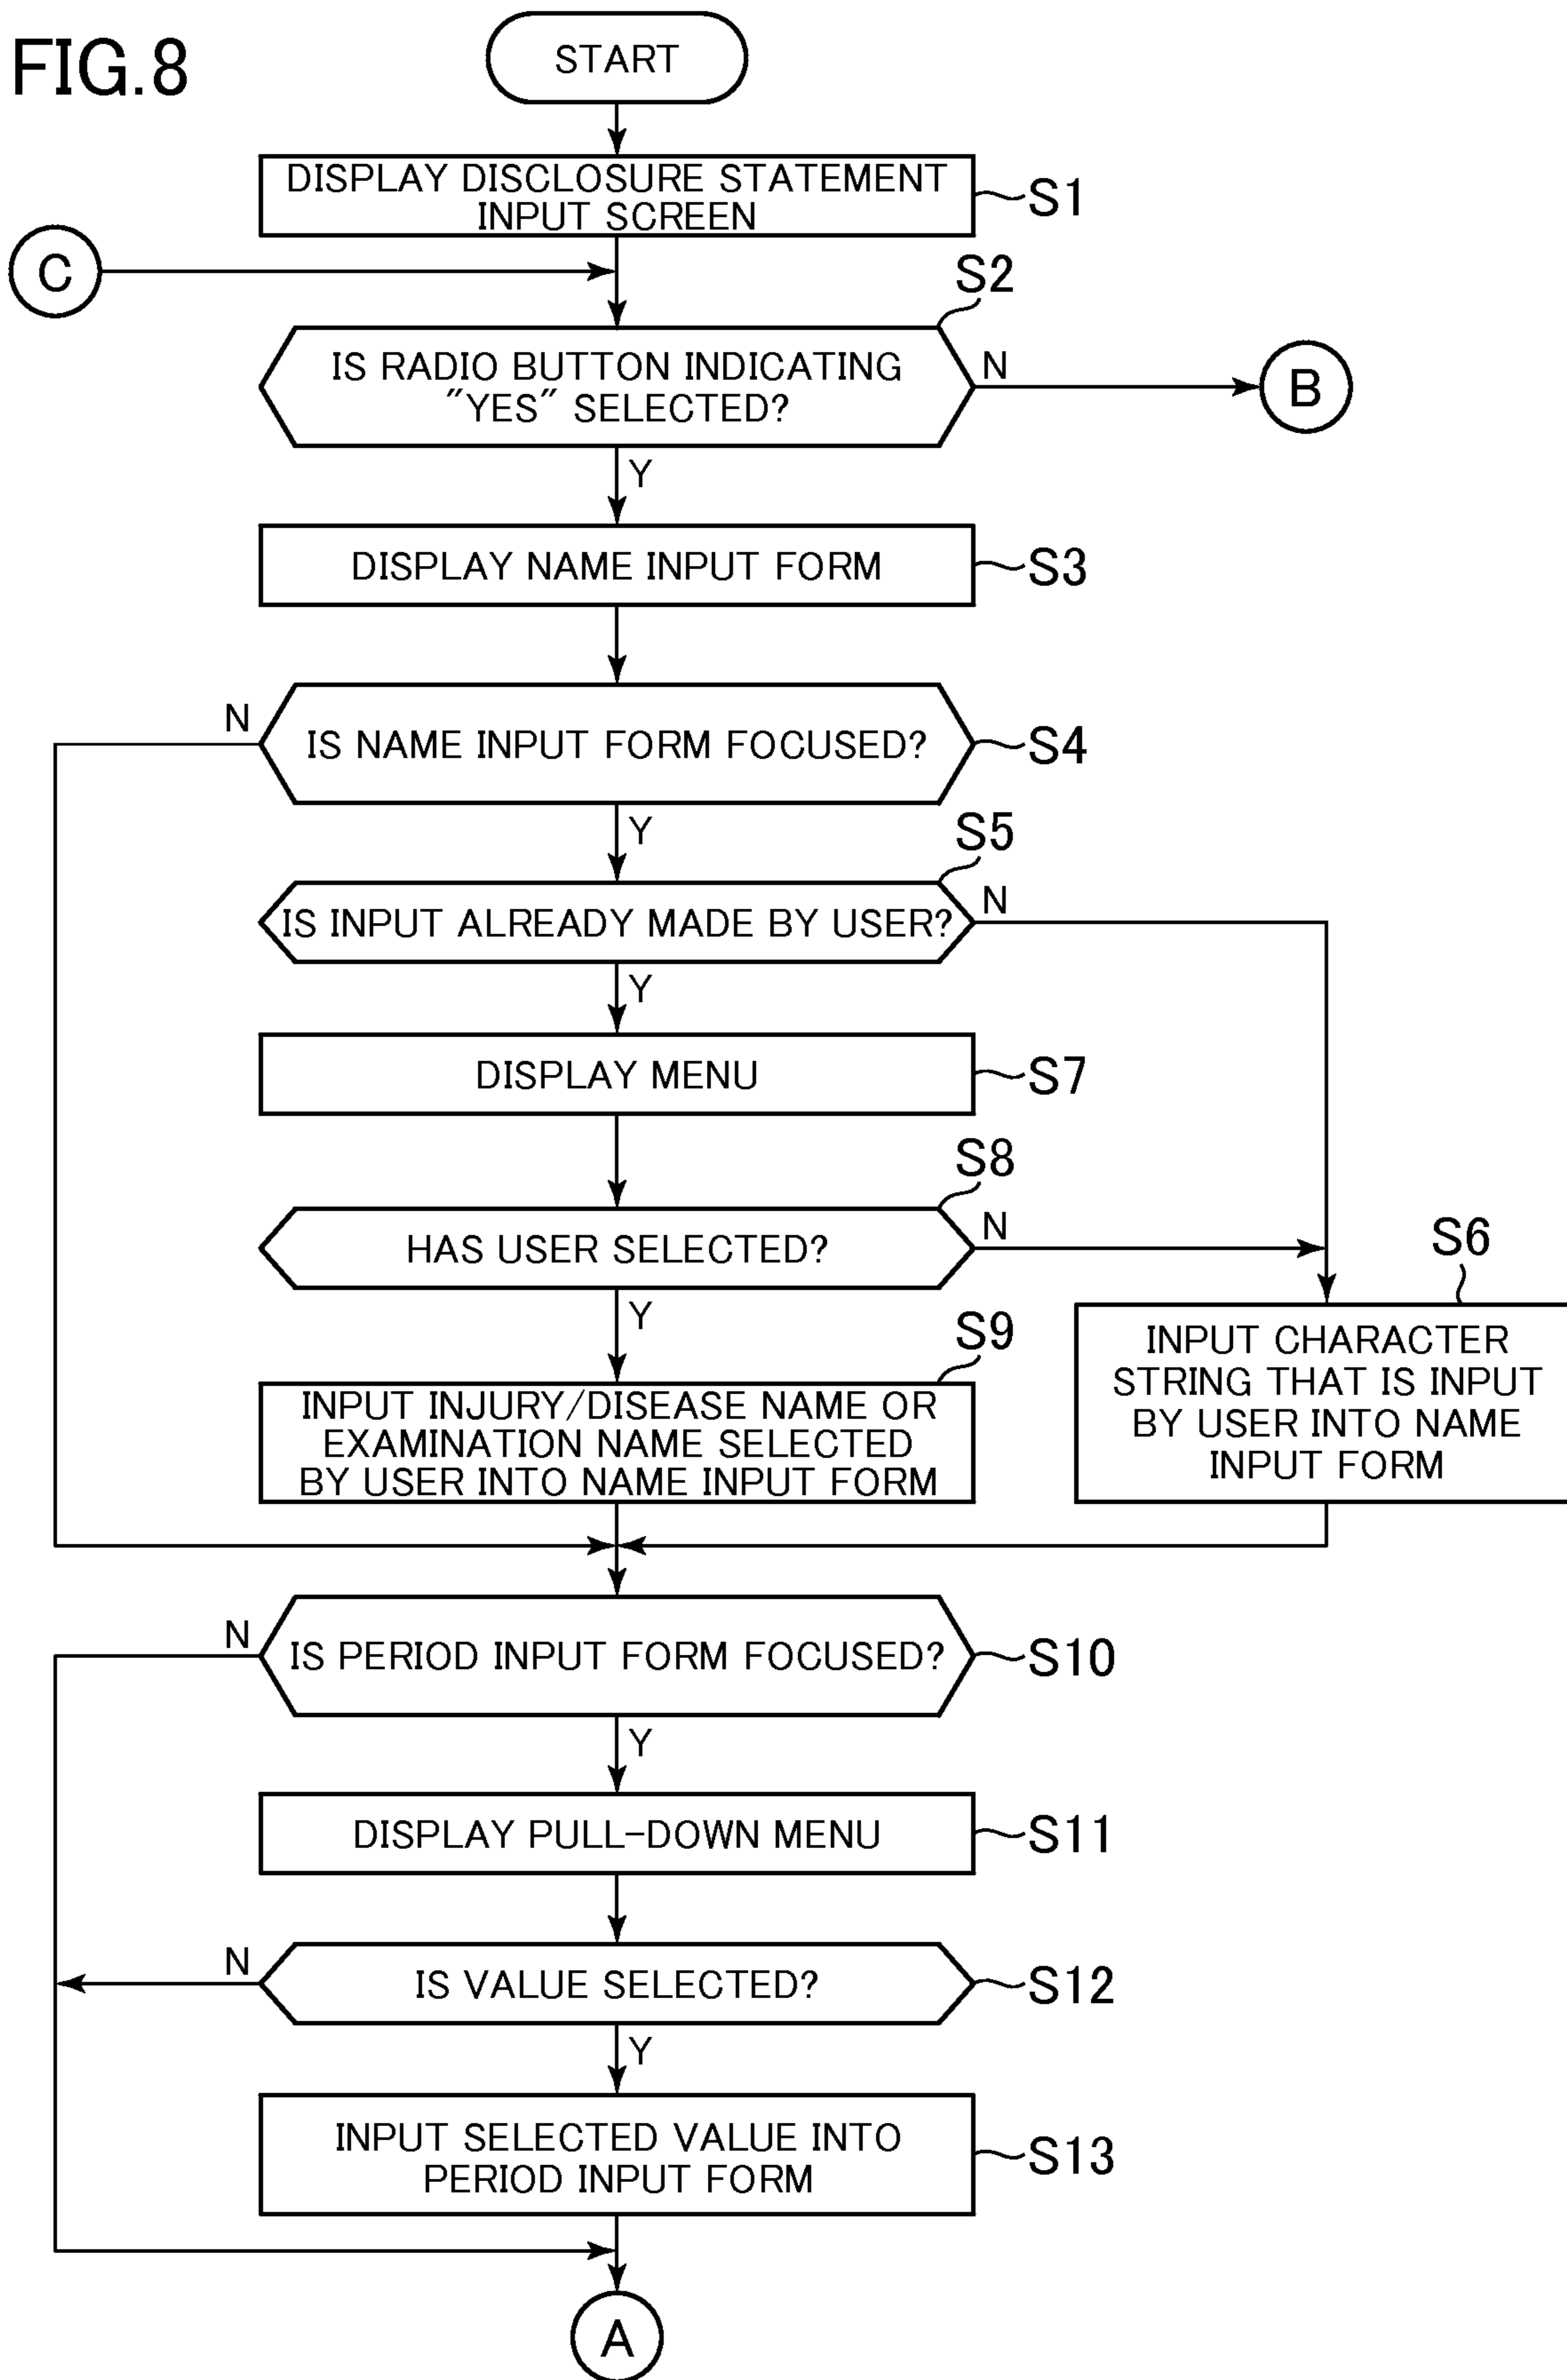 FIG.8
START
DISPLAY DISCLOSURE STATEMENT
INPUT SCREEN
S1
C
S2
IS RADIO BUTTON INDICATING
"YES" SELECTED?
N
B
Y
DISPLAY NAME INPUT FORM
S3
N
IS NAME INPUT FORM FOCUSED?
S4
Y
S5
IS INPUT ALREADY MADE BY USER?
N
Y
DISPLAY MENU
S7
S8
HAS USER SELECTED?
N
Y
S6
INPUT CHARACTER
STRING THAT IS INPUT
BY USER INTO NAME
INPUT FORM
S9
INPUT INJURY/DISEASE NAME OR
EXAMINATION NAME SELECTED
BY USER INTO NAME INPUT FORM
N
IS PERIOD INPUT FORM FOCUSED?
S10
Y
DISPLAY PULL-DOWN MENU
S11
N
IS VALUE SELECTED?
S12
Y
INPUT SELECTED VALUE INTO
PERIOD INPUT FORM
S13
A